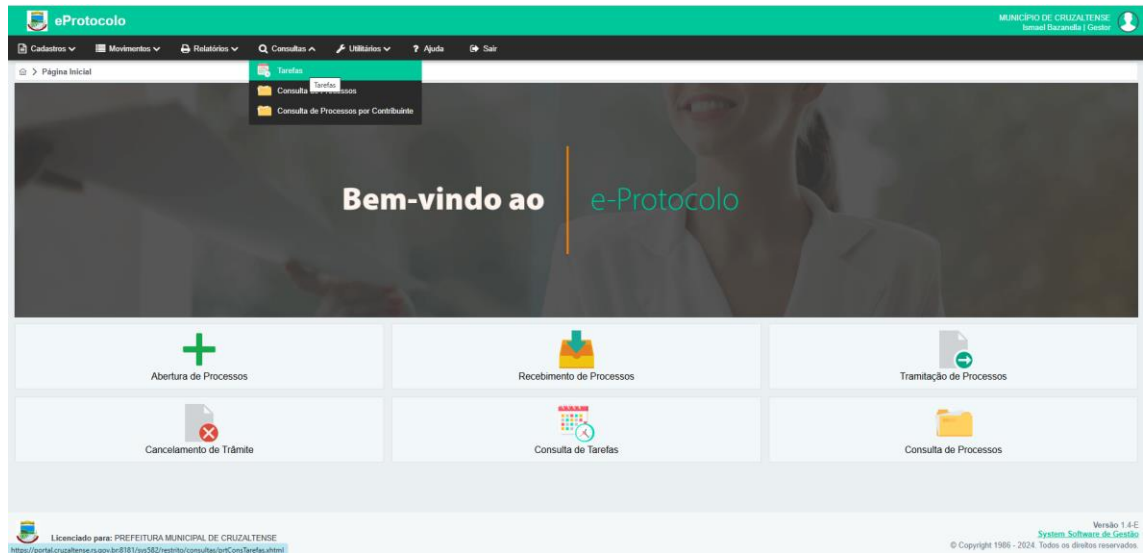 eProtocolo
MUNICÍPIO DE CRUZALTENSE
Ismael Bazanella | Gestor
Cadastros Movimentos Relatórios Consultas Utilitários ? Ajuda Sair
> Página Inicial
Tarefas
Tarefas
Consulta de Processos
Consulta de Processos por Contribuinte
Bem-vindo ao e-Protocolo
Abertura de Processos
Recebimento de Processos
Tramitação de Processos
Cancelamento de Trâmite
Consulta de Tarefas
Consulta de Processos
Licenciado para: PREFEITURA MUNICIPAL DE CRUZALTENSE
Versão 1.4-E
System Software de Gestão
© Copyright 1986 - 2024. Todos os direitos reservados.
https://portal.cruzaltense.rs.gov.br:8181/sys582/restrito/consultas/prtConsTarefas.xhtml